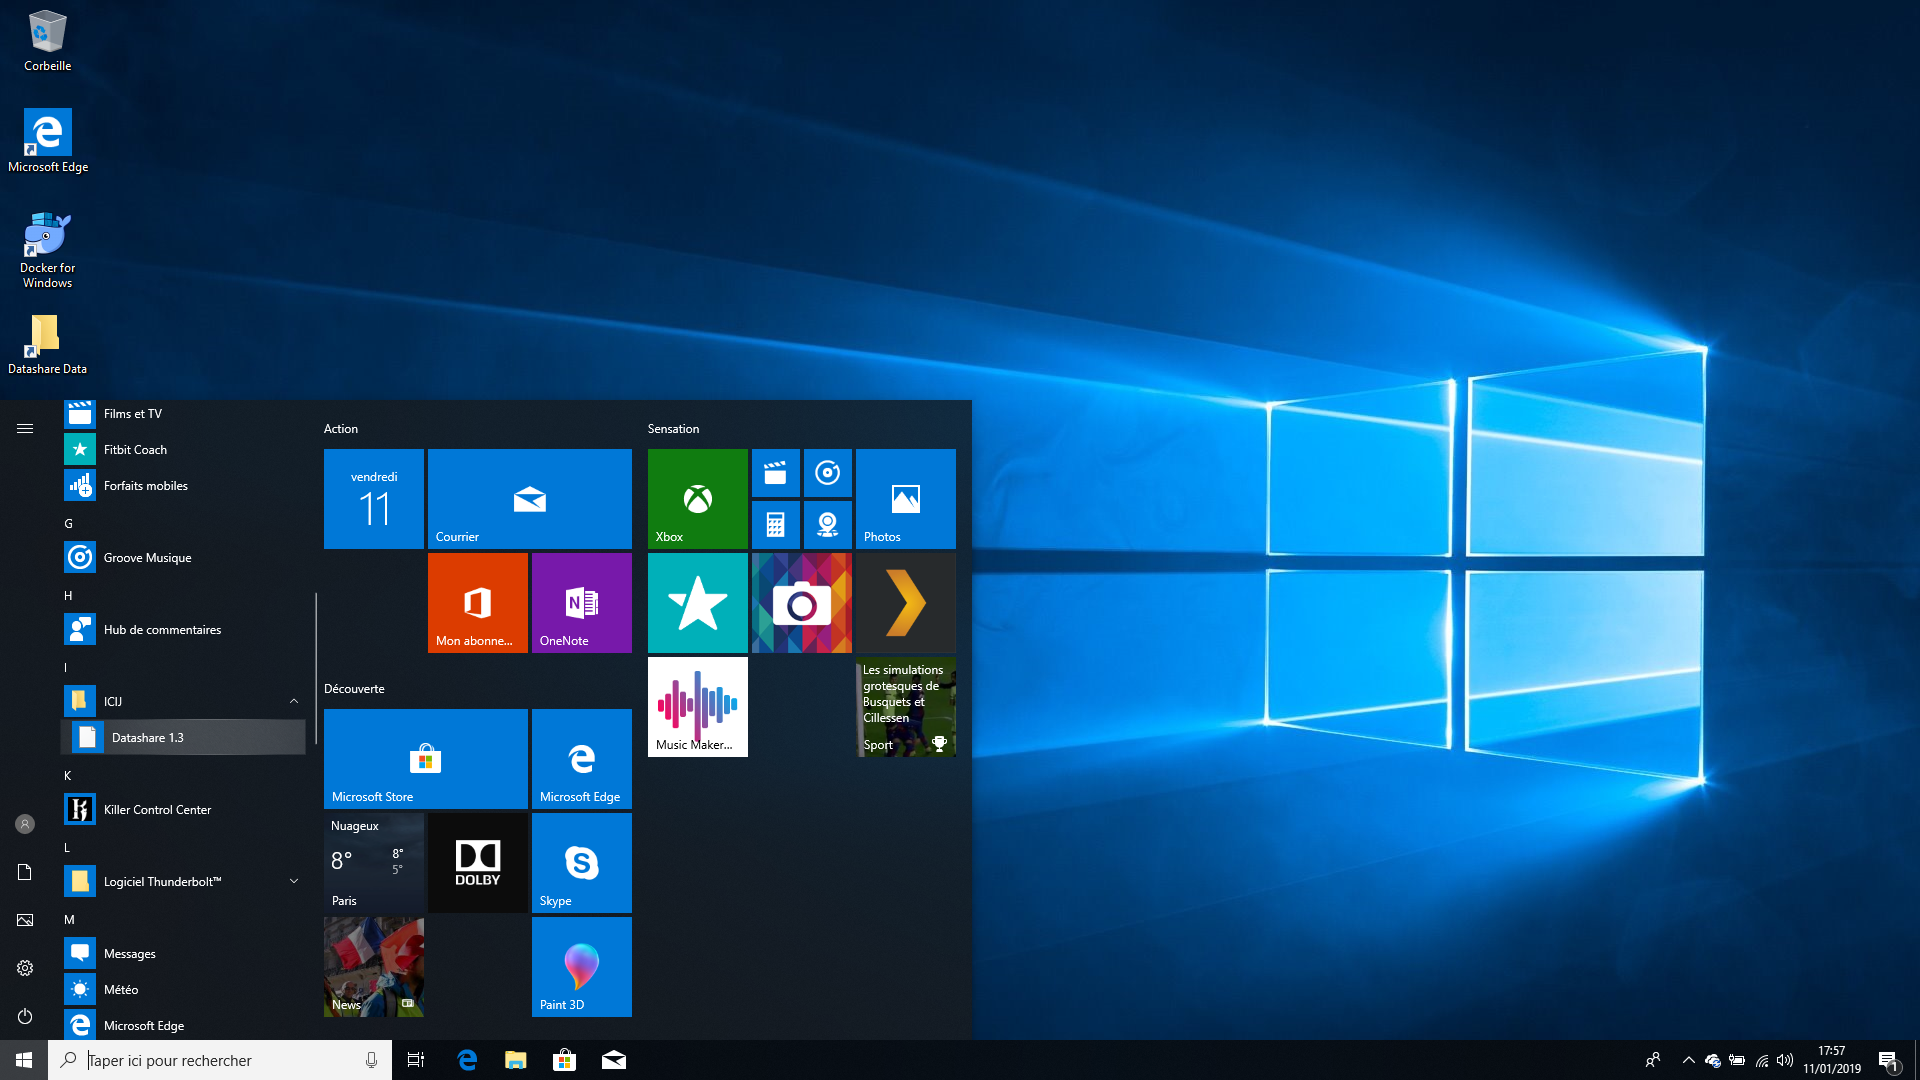 Corbeille
Microsoft Edge
Docker for
Windows
Datashare Data
Films et TV
Fitbit Coach
Forfaits mobiles
G
Groove Musique
H
Hub de commentaires
I
ICIJ
Datashare 1.3
K
Killer Control Center
L
Logiciel Thunderbolt™
M
Messages
Météo
Microsoft Edge
Action
vendredi
11
Courrier
Mon abonne...
OneNote
N
Découverte
Microsoft Store
Microsoft Edge
Nuageux
8° 8°
5°
Paris
DOLBY
S
Skype
News
Paint 3D
Sensation
Xbox
Photos
Music Maker...
Les simulations
grotesques de
Busquets et
Cillessen
Sport
Taper ici pour rechercher
17:57
11/01/2019
1